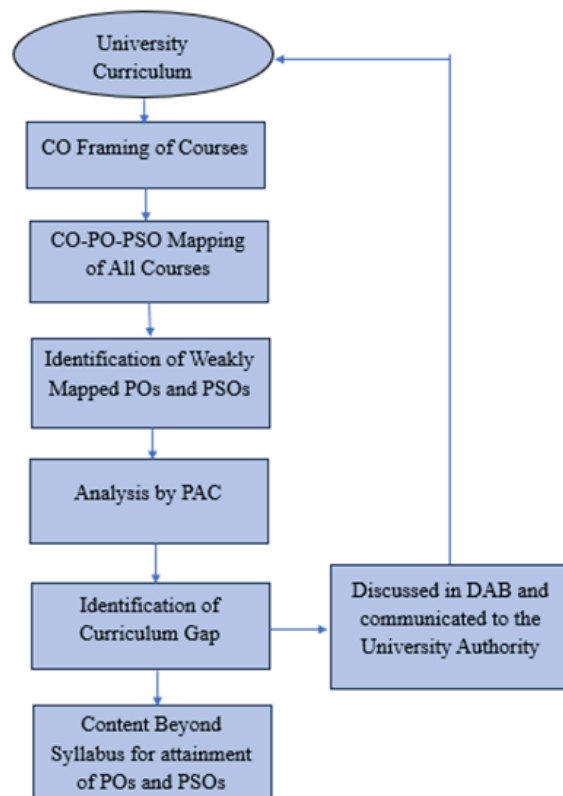 University
Curriculum
CO Framing of Courses
CO-PO-PSO Mapping
of All Courses
Identification of Weakly
Mapped POs and PSOs
Analysis by PAC
Identification of
Curriculum Gap
Discussed in DAB and
communicated to the
University Authority
Content Beyond
Syllabus for attainment
of POs and PSOs